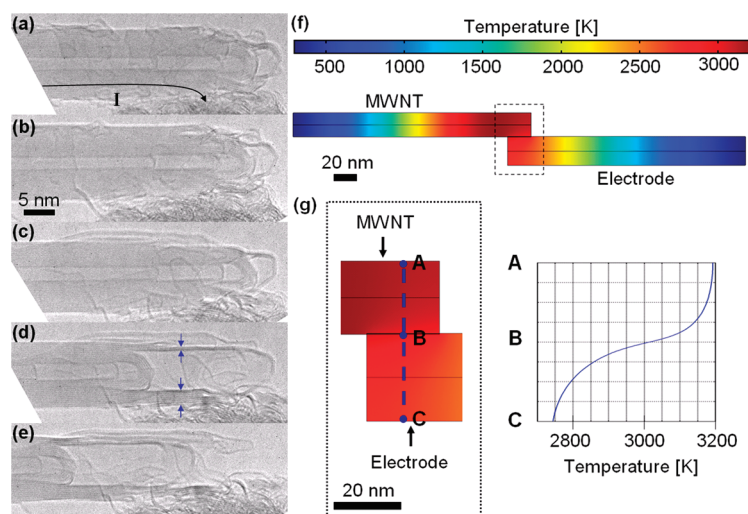 (a)
I
(b)
5 nm
(c)
(d)
(e)
(f)
Temperature [K]
500 1000 1500 2000 2500 3000
MWNT
20 nm
Electrode
(g)
MWNT
A
B
C
Electrode
20 nm
A
B
C
2800 3000 3200
Temperature [K]